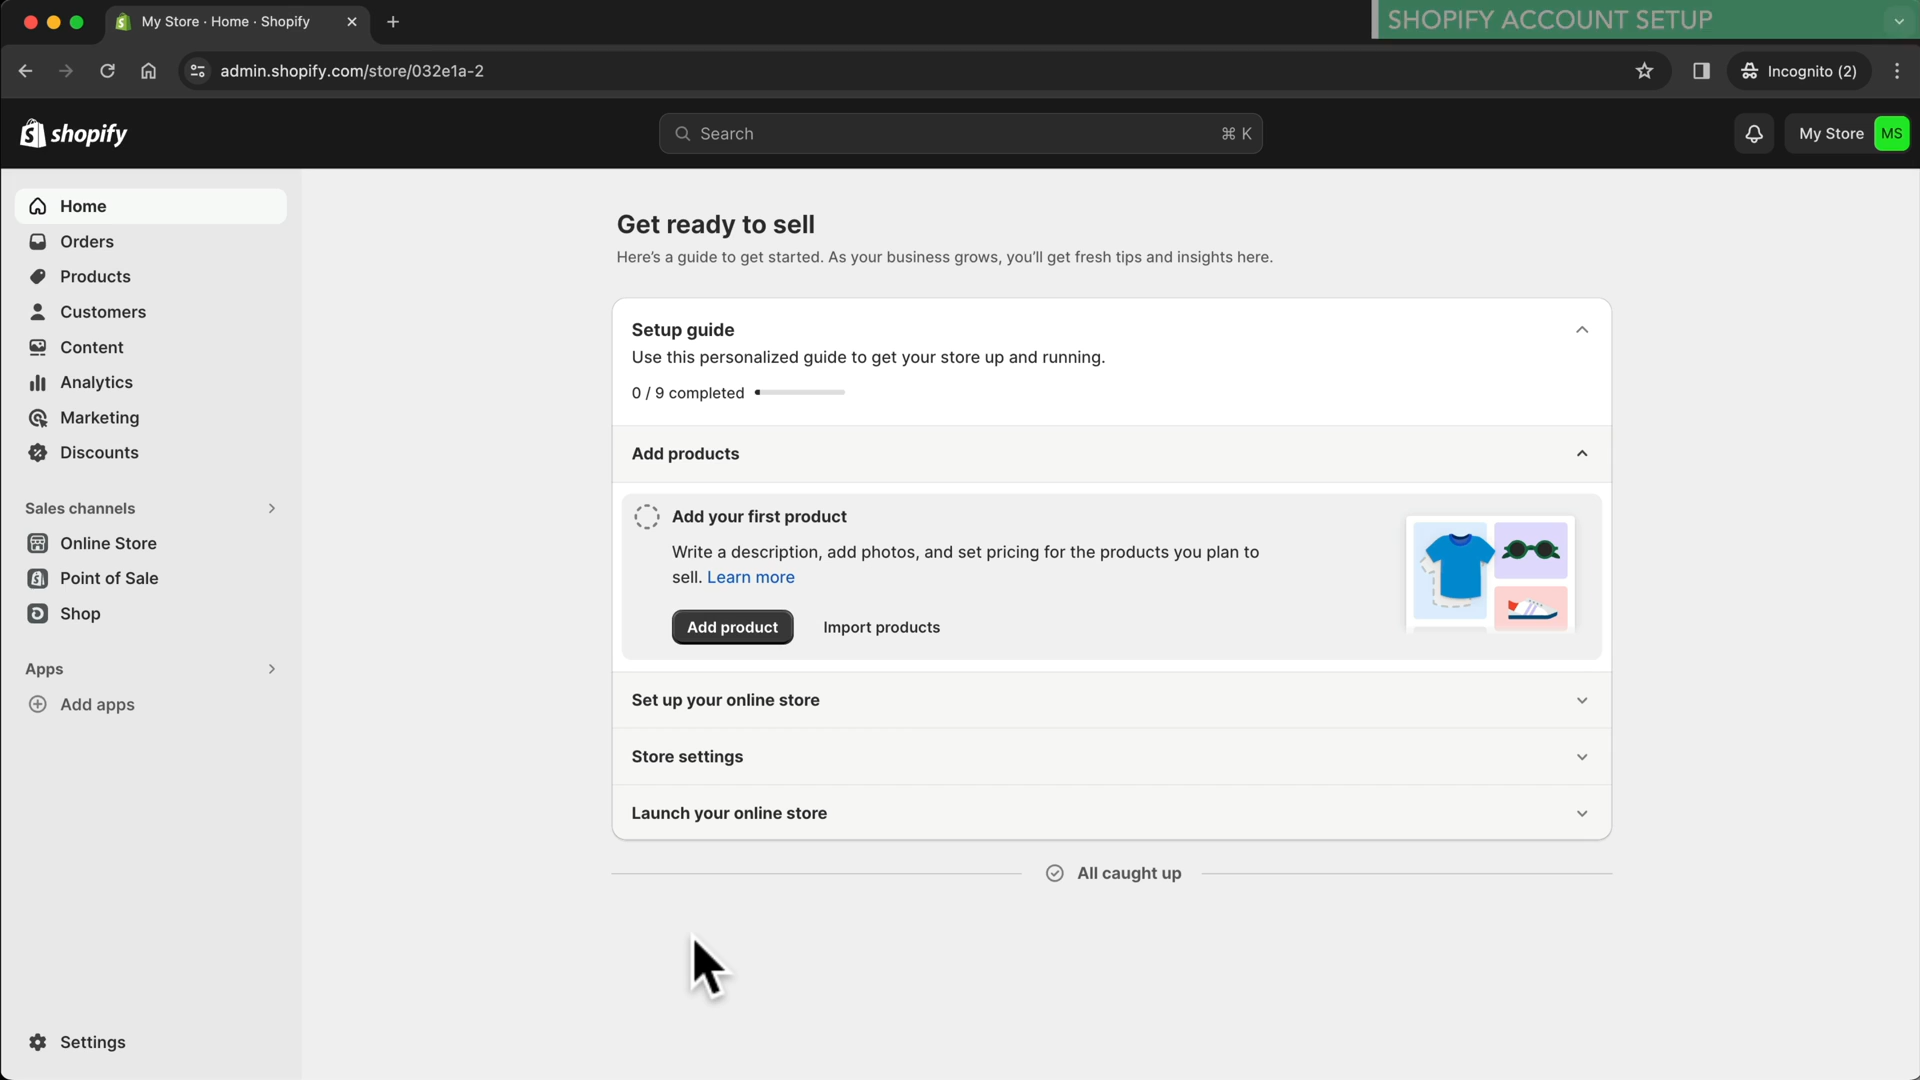 My Store · Home · Shopify
SHOPIFY ACCOUNT SETUP
admin.shopify.com/store/032e1a-2
Incognito (2)
shopify
Search
⌘ K
My Store
MS
Home
Orders
Products
Customers
Content
Analytics
Marketing
Discounts
Sales channels
Online Store
Point of Sale
Shop
Apps
Add apps
Settings
Get ready to sell
Here's a guide to get started. As your business grows, you'll get fresh tips and insights here.
Setup guide
Use this personalized guide to get your store up and running.
0 / 9 completed
Add products
Add your first product
Write a description, add photos, and set pricing for the products you plan to
sell. Learn more
Add product
Import products
Set up your online store
Store settings
Launch your online store
All caught up